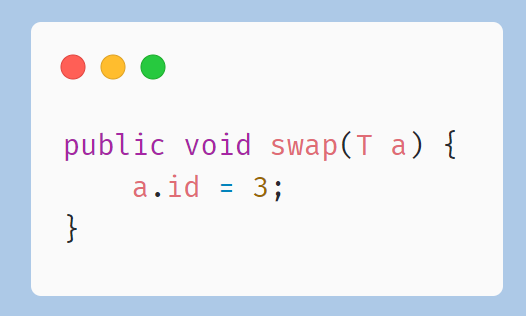 public void swap(T a) {
    a.id = 3;
}